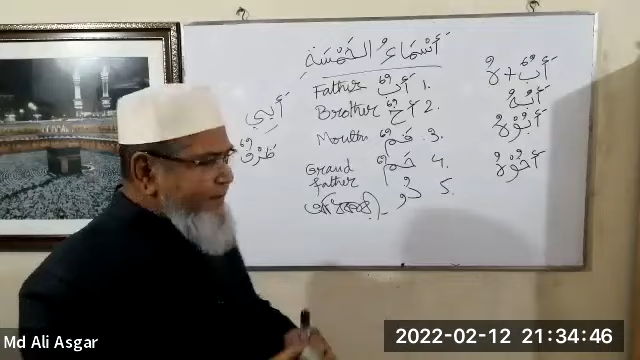 أَسْمَاءُ الخَمْسَةِ
Father أَبٌ .1
Brother أَخٌ .2
Mouth فَمٌ .3
Grand father حَمٌ .4
ذُو .5
أَبِي
ظَرْفٌ
أَبٌ + هُ
أَبُهُ
أَبُوْهُ
أَخُوْهُ
Md Ali Asgar
2022-02-12 21:34:46